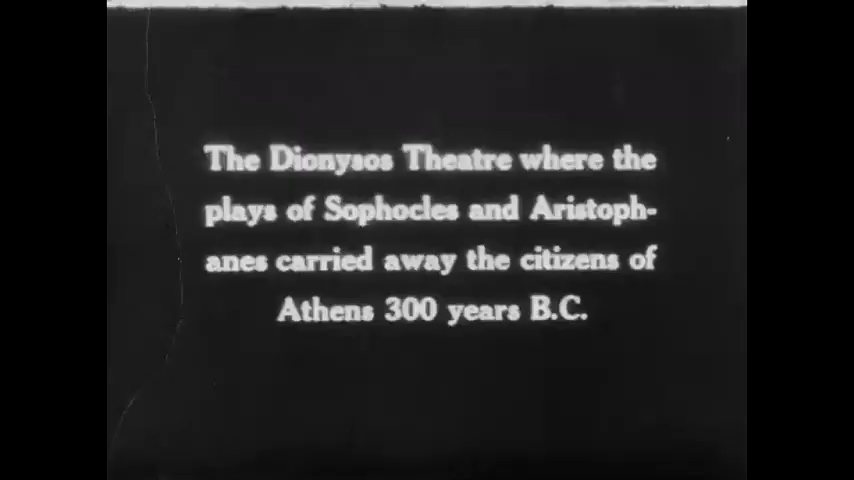 The Dionysos Theatre where the
plays of Sophocles and Aristoph-
anes carried away the citizens of
Athens 300 years B.C.